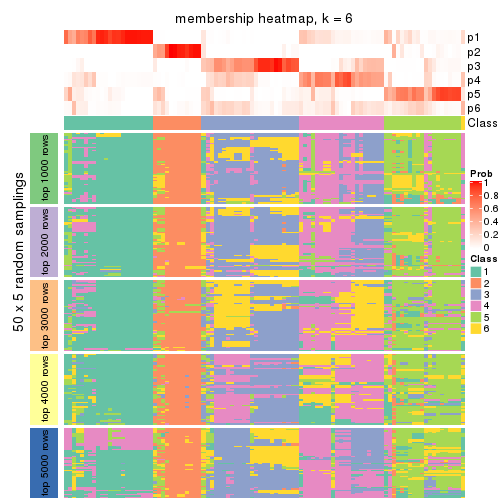 membership heatmap, k = 6
p1
p2
p3
p4
p5
p6
Class
50 x 5 random samplings
top 1000 rows
top 2000 rows
top 3000 rows
top 4000 rows
top 5000 rows
Prob
1
0.8
0.6
0.4
0.2
0
Class
1
2
3
4
5
6